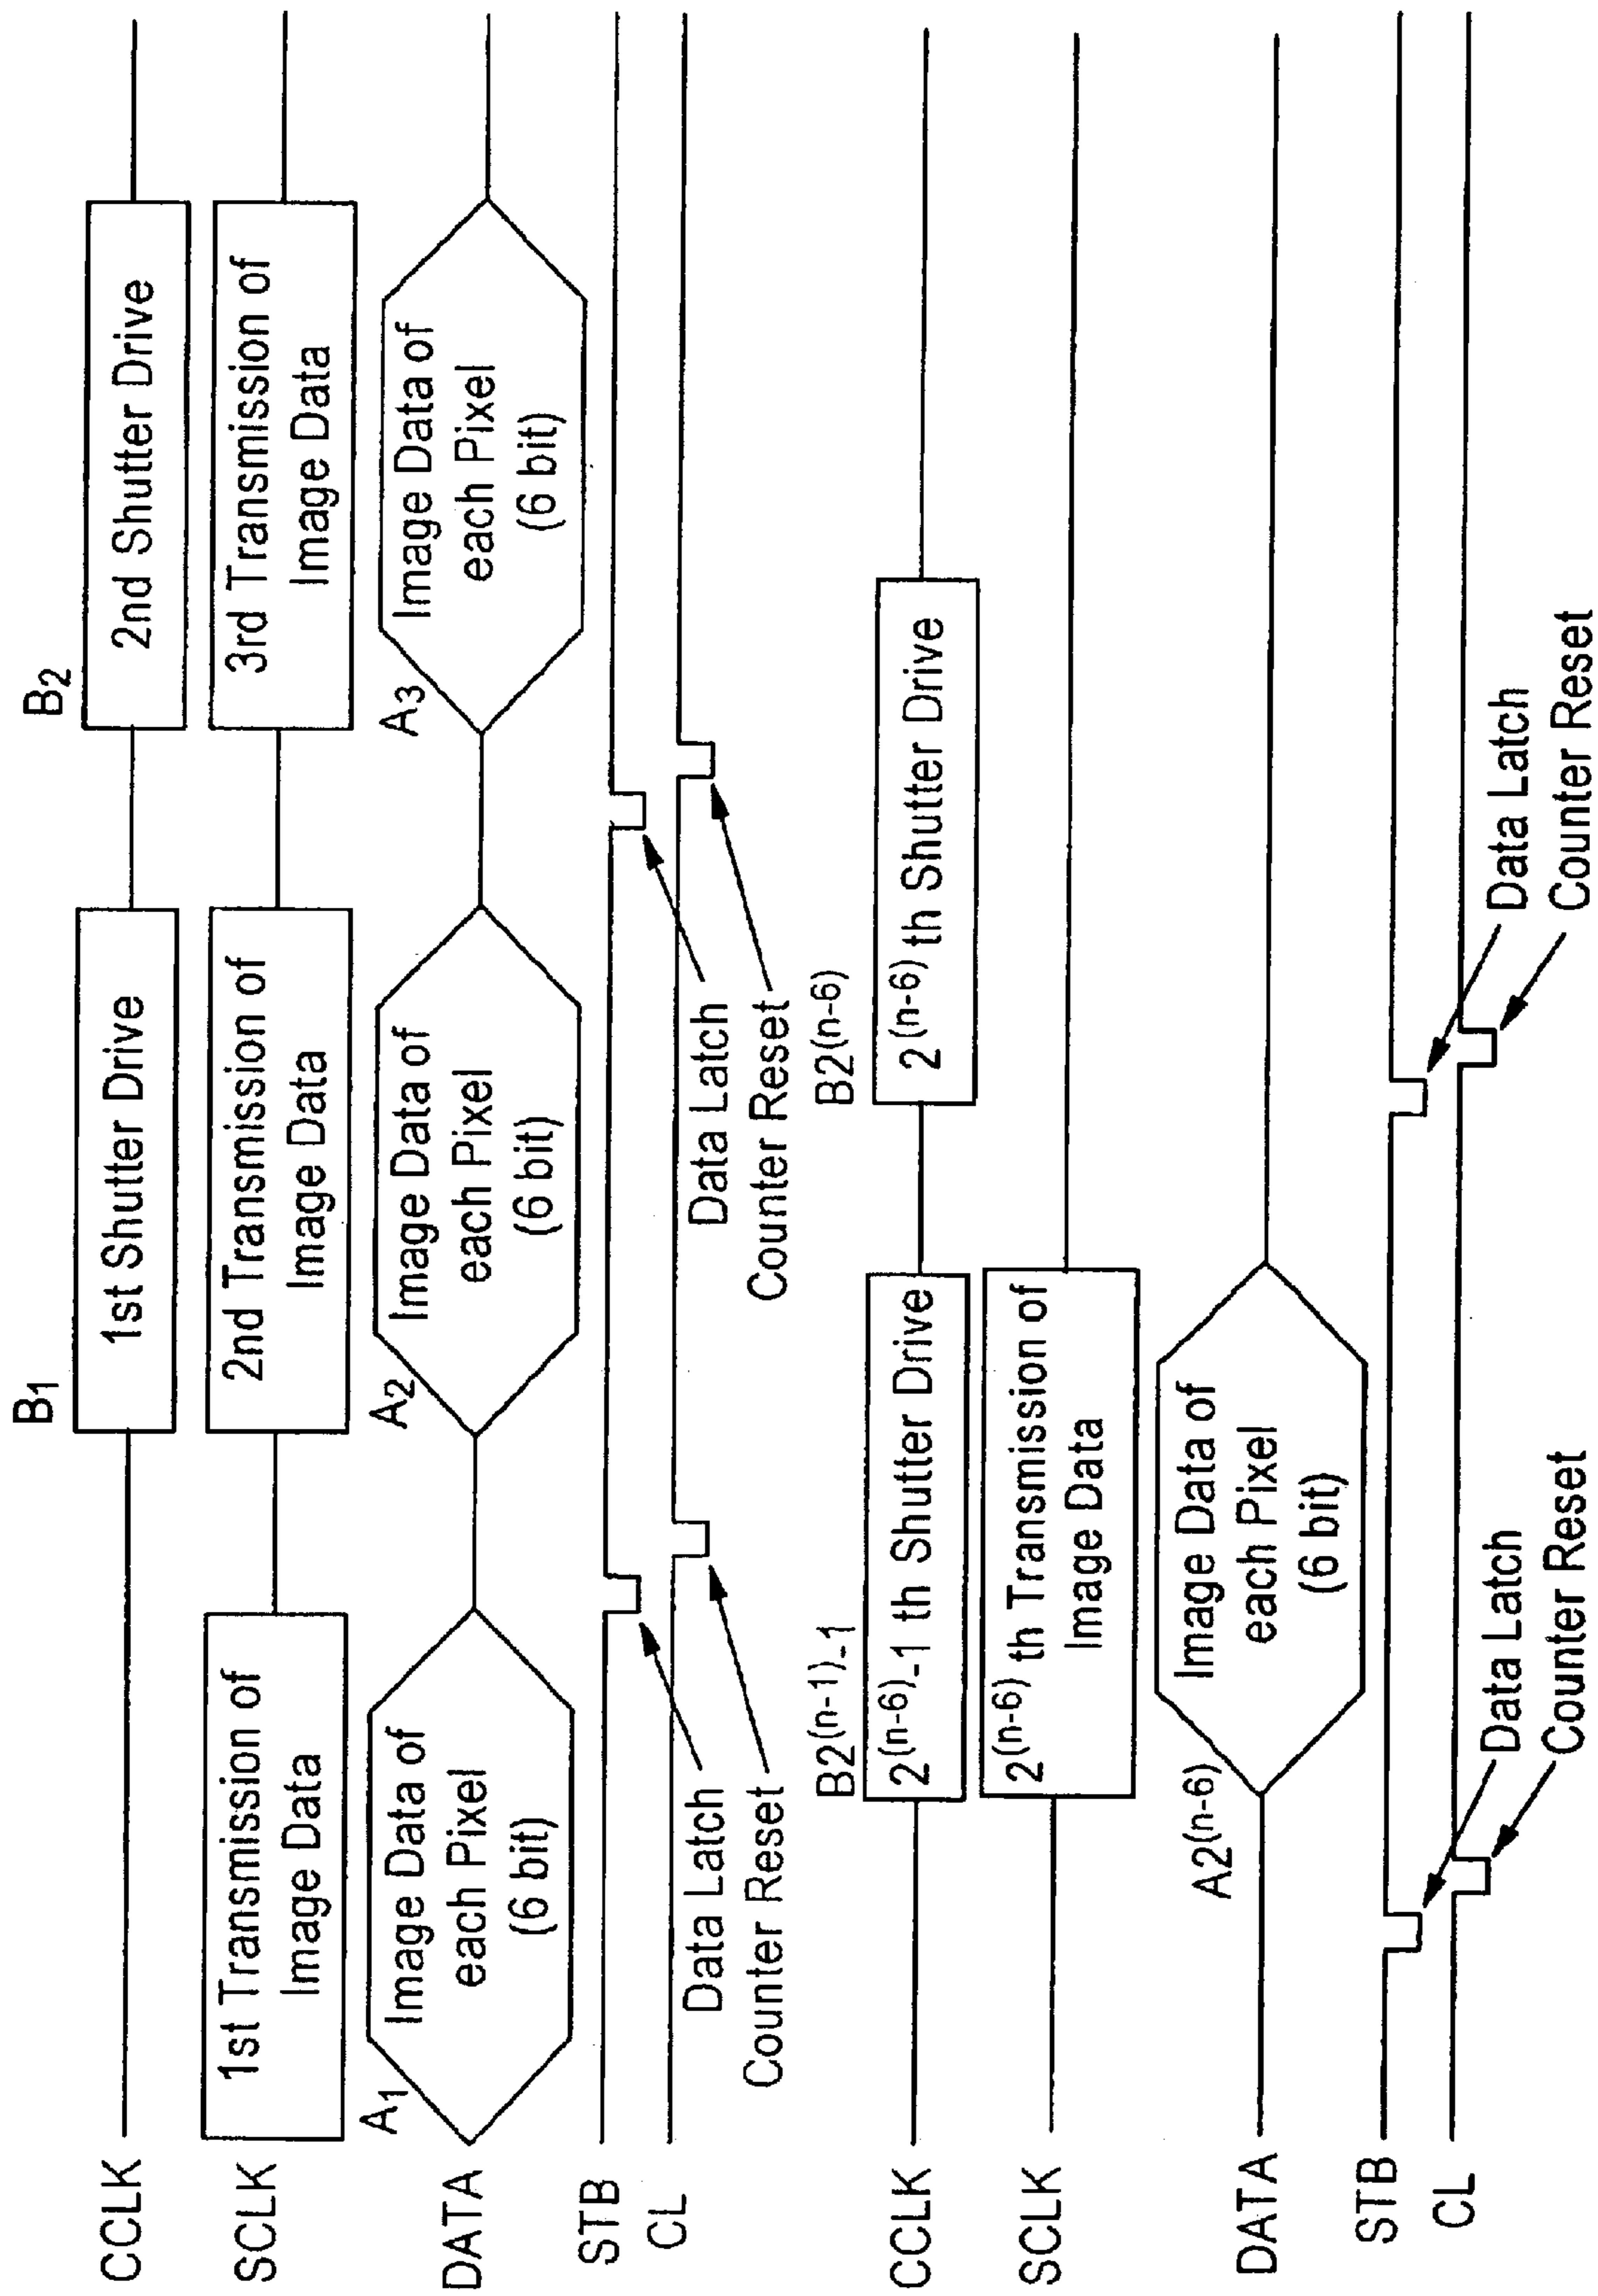 B1
B2
CCLK
1st Shutter Drive
2nd Shutter Drive
SCLK
1st Transmission of
Image Data
2nd Transmission of
Image Data
3rd Transmission of
Image Data
A1
A2
A3
DATA
Image Data of
each Pixel
(6 bit)
Image Data of
each Pixel
(6 bit)
Image Data of
each Pixel
(6 bit)
STB
CL
Data Latch
Counter Reset
Data Latch
Counter Reset
B2(n-1)-1
B2(n-6)
CCLK
2(n-6)-1 th Shutter Drive
2(n-6) th Shutter Drive
SCLK
2(n-6) th Transmission of
Image Data
A2(n-6)
DATA
Image Data of
each Pixel
(6 bit)
STB
CL
Data Latch
Counter Reset
Data Latch
Counter Reset